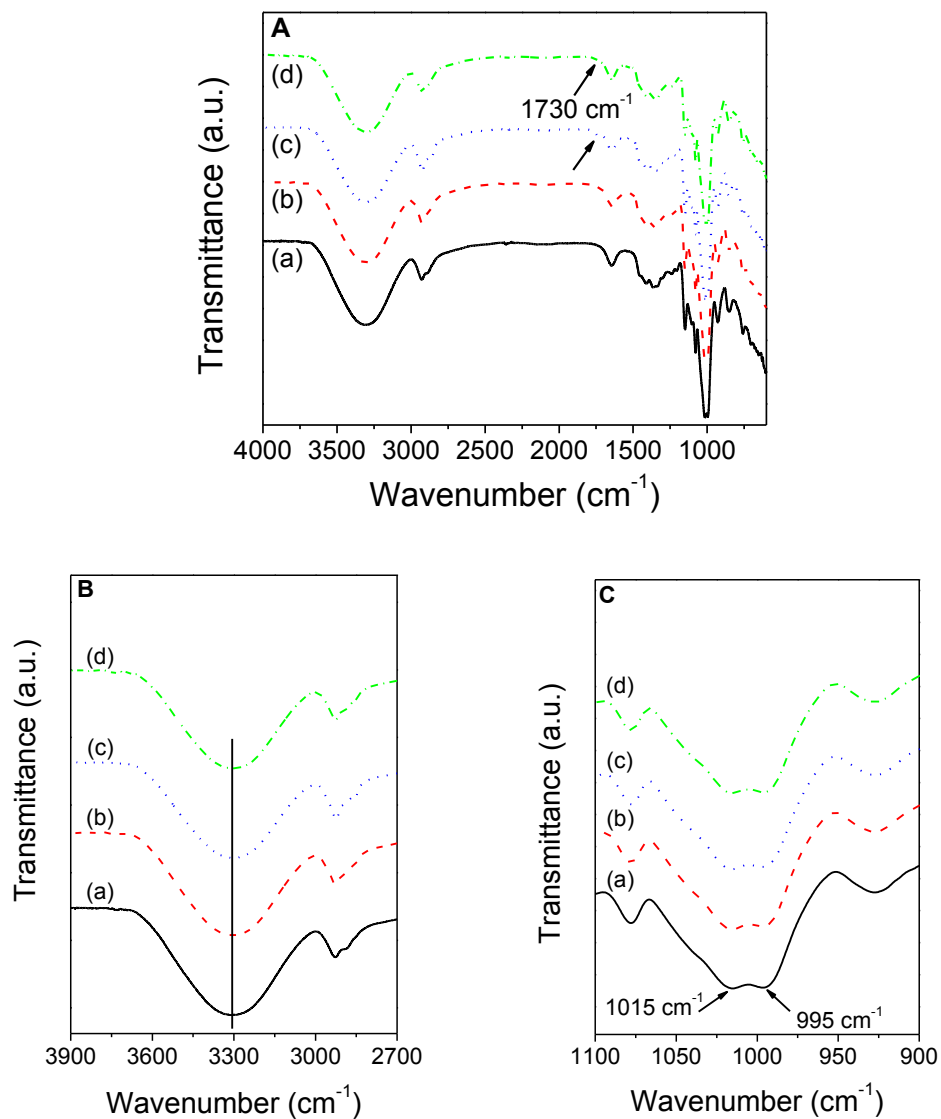 A
(d)
1730 cm-1
(c)
(b)
(a)
Transmittance (a.u.)
4000 3500 3000 2500 2000 1500 1000
Wavenumber (cm-1)
B
(d)
(c)
(b)
(a)
Transmittance (a.u.)
3900 3600 3300 3000 2700
Wavenumber (cm-1)
C
(d)
(c)
(b)
(a)
1015 cm-1
995 cm-1
Transmittance (a.u.)
1100 1050 1000 950 900
Wavenumber (cm-1)